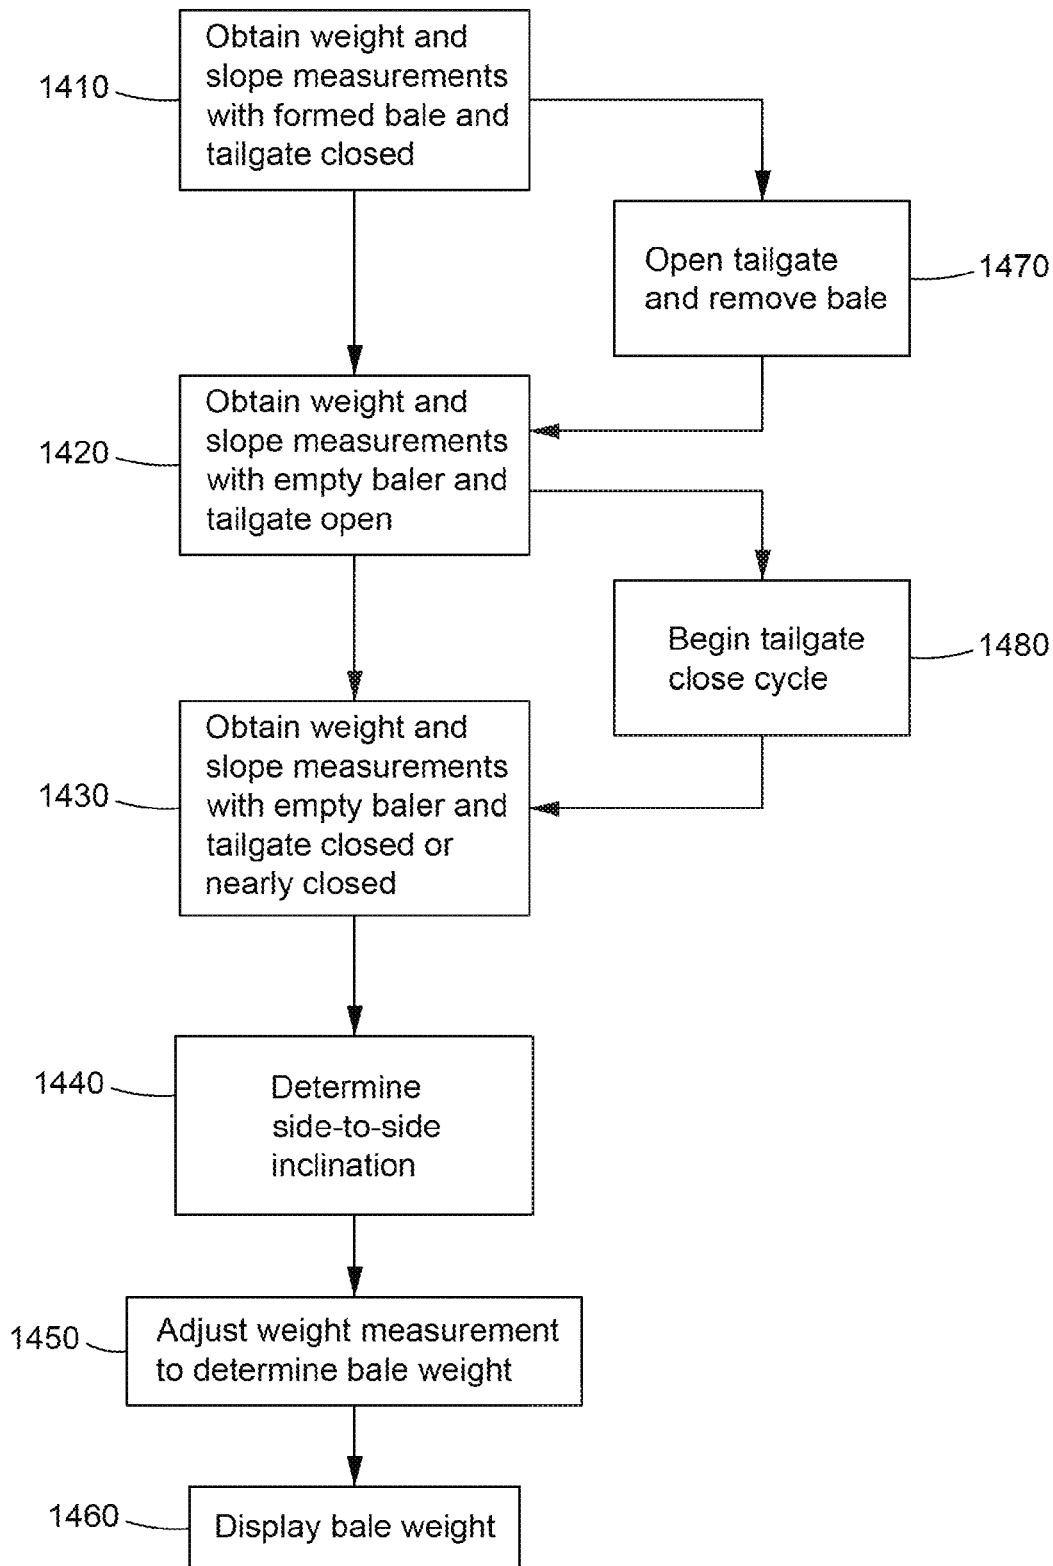 1410
Obtain weight and
slope measurements
with formed bale and
tailgate closed
1470
Open tailgate
and remove bale
1420
Obtain weight and
slope measurements
with empty baler and
tailgate open
1480
Begin tailgate
close cycle
1430
Obtain weight and
slope measurements
with empty baler and
tailgate closed or
nearly closed
1440
Determine
side-to-side
inclination
1450
Adjust weight measurement
to determine bale weight
1460
Display bale weight